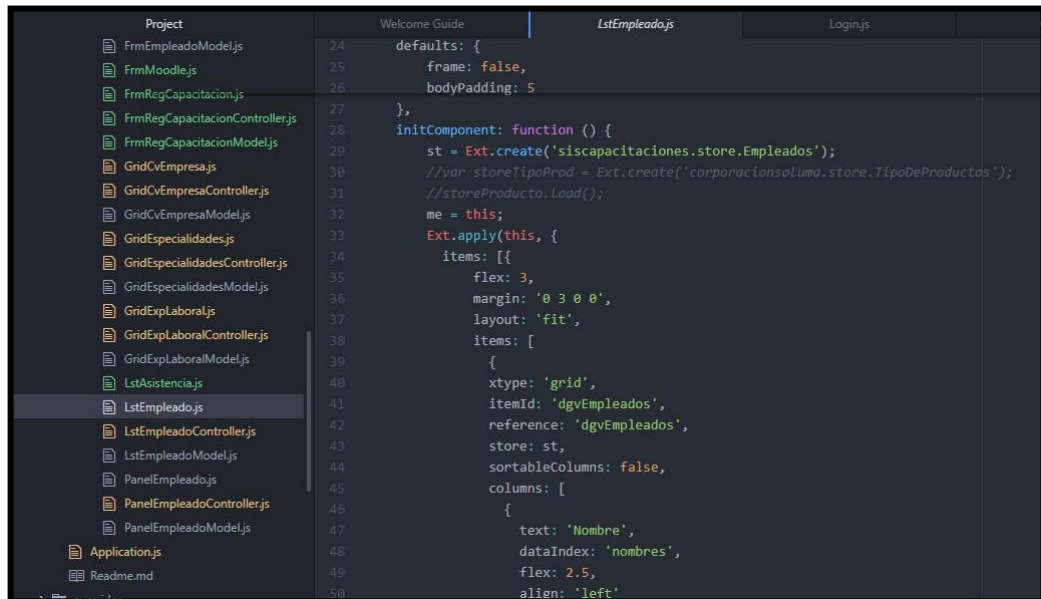 Project
FrmEmpleadoModel.js
FrmMoodle.js
FrmRegCapacitacion.js
FrmRegCapacitacionController.js
FrmRegCapacitacionModel.js
GridCvEmpresa.js
GridCvEmpresaController.js
GridCvEmpresaModel.js
GridEspecialidades.js
GridEspecialidadesController.js
GridEspecialidadesModel.js
GridExpLaboral.js
GridExpLaboralController.js
GridExpLaboralModel.js
LstAsistencia.js
LstEmpleado.js
LstEmpleadoController.js
LstEmpleadoModel.js
PanelEmpleado.js
PanelEmpleadoController.js
PanelEmpleadoModel.js
Application.js
Readme.md
Welcome Guide
LstEmpleado.js
Login.js
24 defaults: {
25 frame: false,
26 bodyPadding: 5
27 },
28 initComponent: function () {
29 st = Ext.create('siscapacitaciones.store.Empleados');
30 //var storeTipoProd = Ext.create('corporacionsoluma.store.TipoDeProductos');
31 //storeProducto.load();
32 me = this;
33 Ext.apply(this, {
34 items: [{
35 flex: 3,
36 margin: '0 3 0 0',
37 layout: 'fit',
38 items: [
39 {
40 xtype: 'grid',
41 itemId: 'dgvEmpleados',
42 reference: 'dgvEmpleados',
43 store: st,
44 sortableColumns: false,
45 columns: [
46 {
47 text: 'Nombre',
48 dataIndex: 'nombres',
49 flex: 2.5,
50 align: 'left'